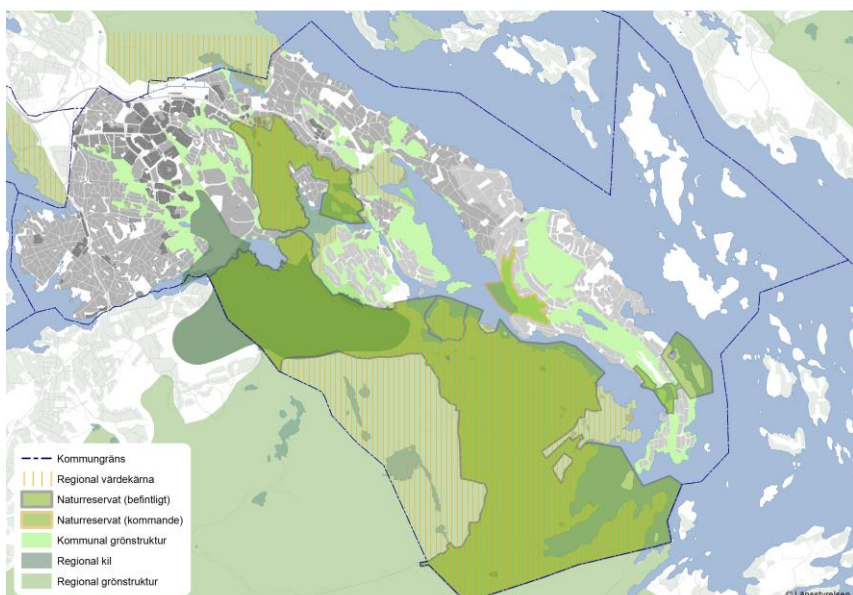 Kommungräns
Regional värdekärna
Naturreservat (befintligt)
Naturreservat (kommande)
Kommunal grönstruktur
Regional kil
Regional grönstruktur
© Länsstyrelsen